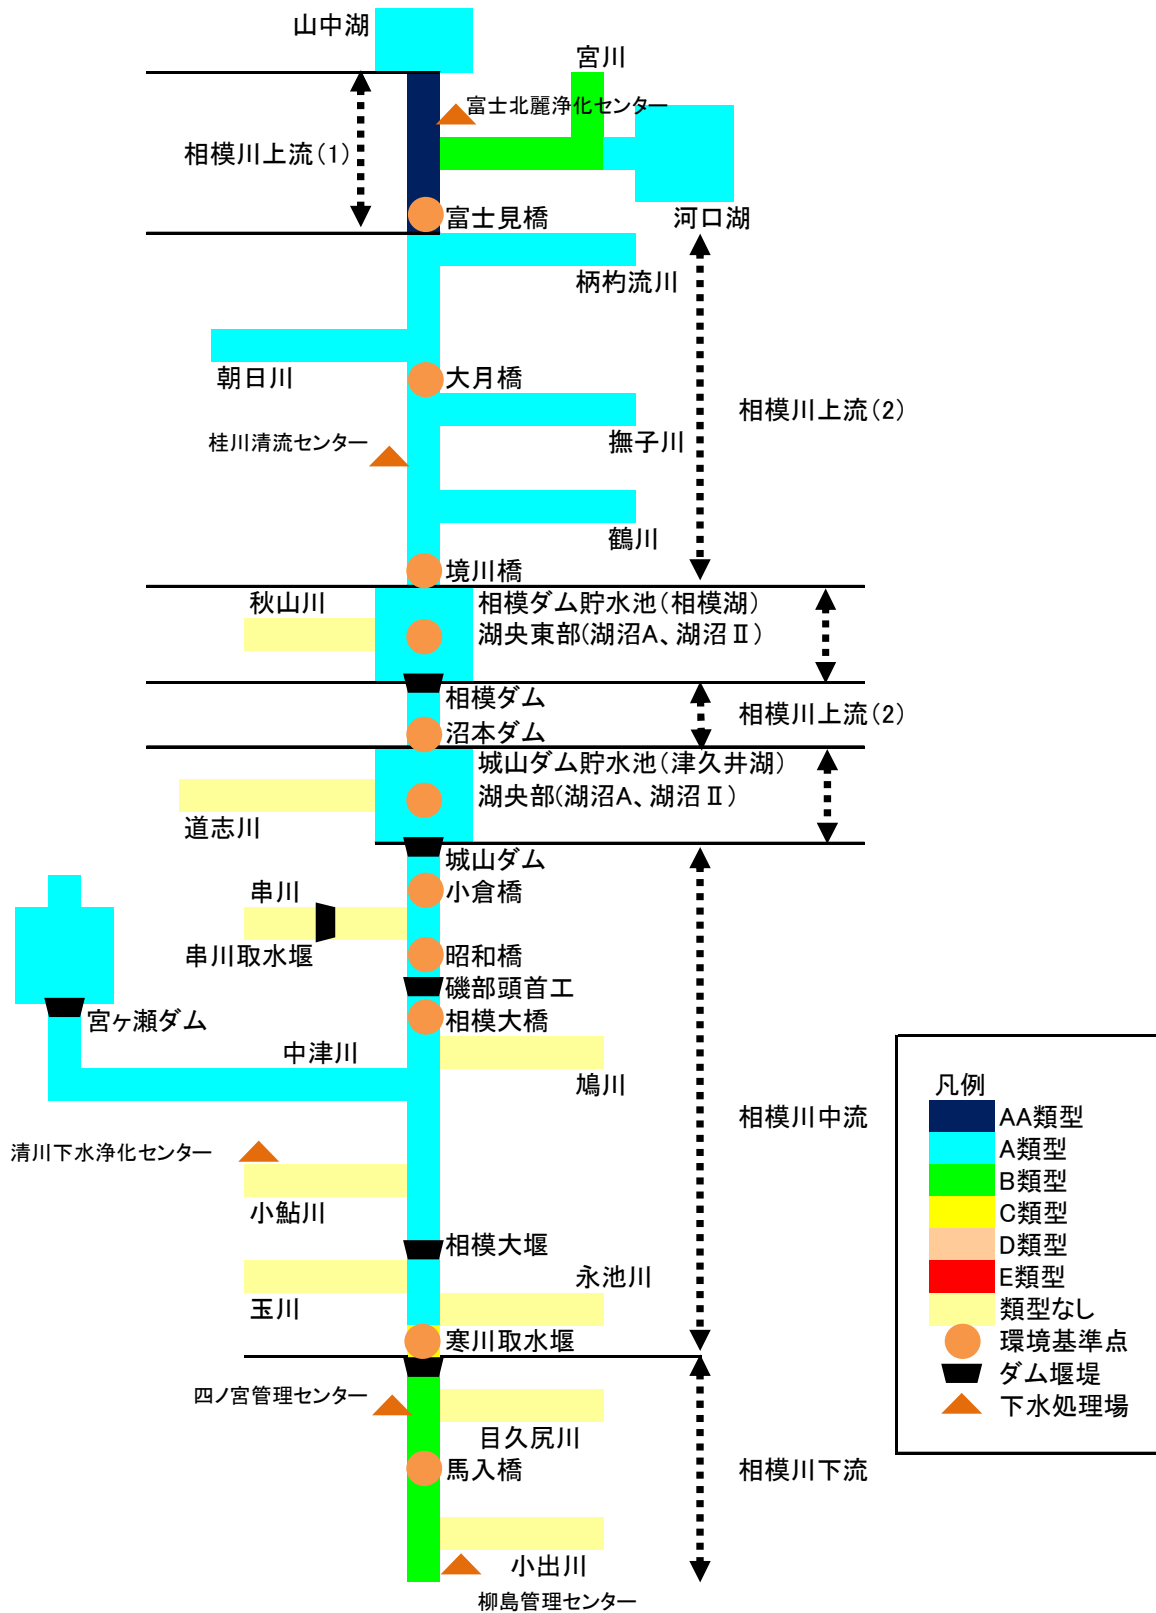 山中湖
宮川
富士北麗浄化センター
相模川上流(1)
富士見橋
河口湖
柄杓流川
朝日川
大月橋
相模川上流(2)
撫子川
桂川清流センター
鶴川
境川橋
秋山川
相模ダム貯水池(相模湖)
湖央東部(湖沼A、湖沼Ⅱ)
相模ダム
相模川上流(2)
沼本ダム
城山ダム貯水池(津久井湖)
湖央部(湖沼A、湖沼Ⅱ)
道志川
城山ダム
串川
小倉橋
串川取水堰
昭和橋
磯部頭首工
宮ヶ瀬ダム
相模大橋
中津川
鳩川
相模川中流
清川下水浄化センター
小鮎川
相模大堰
永池川
玉川
寒川取水堰
四ノ宮管理センター
目久尻川
馬入橋
相模川下流
小出川
柳島管理センター
凡例
AA類型
A類型
B類型
C類型
D類型
E類型
類型なし
環境基準点
ダム堰堤
下水処理場